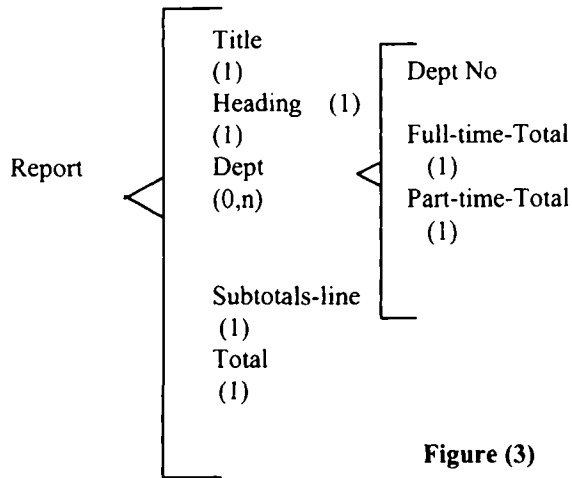 Report
Title
(1)
Heading (1)
(1)
Dept
(0,n)
Subtotals-line
(1)
Total
(1)
Dept No
Full-time-Total
(1)
Part-time-Total
(1)
Figure (3)